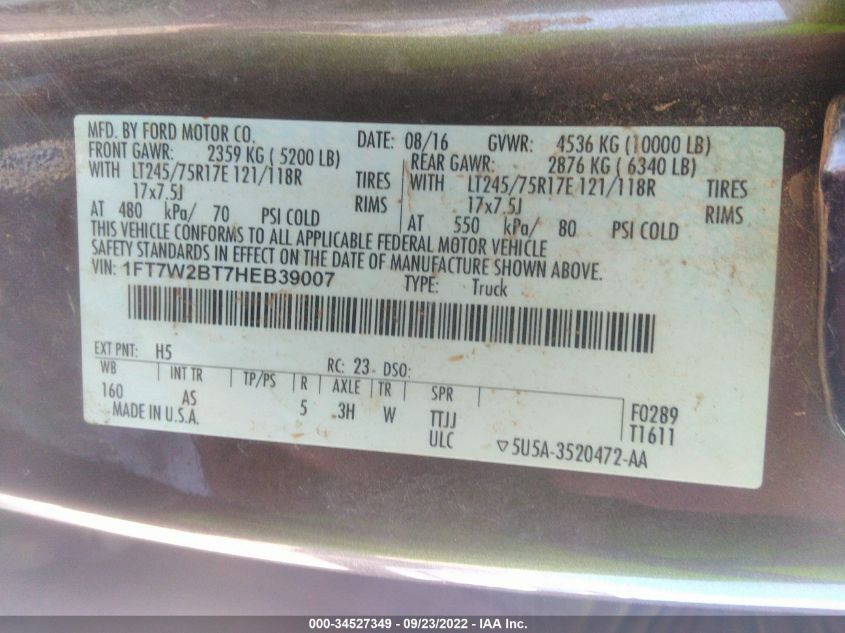 MFD. BY FORD MOTOR CO.
DATE: 08/16 GVWR: 4536 KG (10000 LB)
FRONT GAWR: 2359 KG ( 5200 LB)
REAR GAWR: 2876 KG ( 6340 LB)
WITH LT245/75R17E 121/118R TIRES
WITH LT245/75R17E 121/118R TIRES
17x7.5J RIMS
17x7.5J RIMS
AT 480 kPa/ 70 PSI COLD
AT 550 kPa/ 80 PSI COLD
THIS VEHICLE CONFORMS TO ALL APPLICABLE FEDERAL MOTOR VEHICLE
SAFETY STANDARDS IN EFFECT ON THE DATE OF MANUFACTURE SHOWN ABOVE.
VIN: 1FT7W2BT7HEB39007
TYPE: Truck
EXT PNT: H5 RC: 23 DSO:
WB INT TR TP/PS R AXLE TR SPR
160 AS 5 3H W TTJJ F0289
MADE IN U.S.A. ULC T1611
▽5U5A-3520472-AA
000-34527349 - 09/23/2022 - IAA Inc.